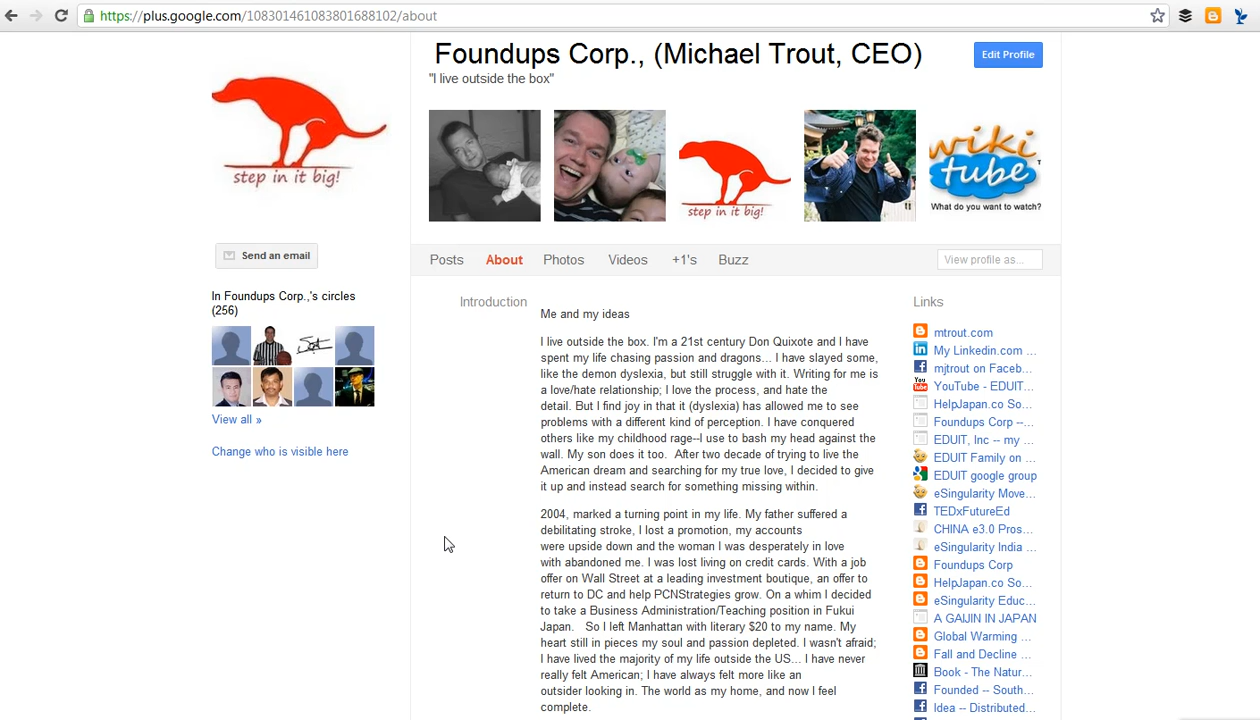 https://plus.google.com/108301461083801688102/about
Foundups Corp., (Michael Trout, CEO)
Edit Profile
"I live outside the box"
step in it big!
step in it big!
wiki
tube
What do you want to watch?
Send an email
Posts About Photos Videos +1's Buzz
View profile as...
In Foundups Corp.,'s circles
(256)
View all »
Change who is visible here
Introduction
Me and my ideas
I live outside the box. I'm a 21st century Don Quixote and I have
spent my life chasing passion and dragons... I have slayed some,
like the demon dyslexia, but still struggle with it. Writing for me is
a love/hate relationship; I love the process, and hate the
detail. But I find joy in that it (dyslexia) has allowed me to see
problems with a different kind of perception. I have conquered
others like my childhood rage--I use to bash my head against the
wall. My son does it too. After two decade of trying to live the
American dream and searching for my true love, I decided to give
it up and instead search for something missing within.
2004, marked a turning point in my life. My father suffered a
debilitating stroke, I lost a promotion, my accounts
were upside down and the woman I was desperately in love
with abandoned me. I was lost living on credit cards. With a job
offer on Wall Street at a leading investment boutique, an offer to
return to DC and help PCNStrategies grow. On a whim I decided
to take a Business Administration/Teaching position in Fukui
Japan. So I left Manhattan with literary $20 to my name. My
heart still in pieces my soul and passion depleted. I wasn't afraid;
I have lived the majority of my life outside the US... I have never
really felt American; I have always felt more like an
outsider looking in. The world as my home, and now I feel
complete.
Links
mtrout.com
My Linkedin.com ...
mjtrout on Faceb...
YouTube - EDUIT...
HelpJapan.co So...
Foundups Corp --...
EDUIT, Inc -- my ...
EDUIT Family on ...
EDUIT google group
eSingularity Move...
TEDxFutureEd
CHINA e3.0 Pros...
eSingularity India ...
Foundups Corp
HelpJapan.co So...
eSingularity Educ...
A GAIJIN IN JAPAN
Global Warming ...
Fall and Decline ...
Book - The Natur...
Founded -- South...
Idea -- Distributed...